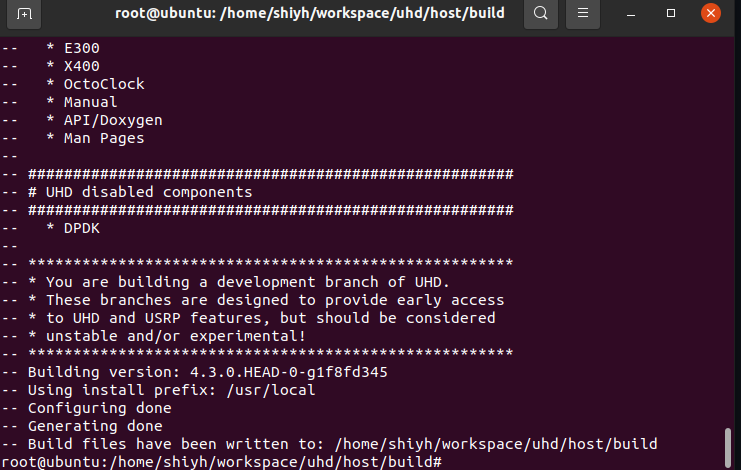 root@ubuntu: /home/shiyh/workspace/uhd/host/build
--   * E300
--   * X400
--   * OctoClock
--   * Manual
--   * API/Doxygen
--   * Man Pages
--
-- ######################################################
-- # UHD disabled components
-- ######################################################
--   * DPDK
--
-- ******************************************************
-- * You are building a development branch of UHD.
-- * These branches are designed to provide early access
-- * to UHD and USRP features, but should be considered
-- * unstable and/or experimental!
-- ******************************************************
-- Building version: 4.3.0.HEAD-0-g1f8fd345
-- Using install prefix: /usr/local
-- Configuring done
-- Generating done
-- Build files have been written to: /home/shiyh/workspace/uhd/host/build
root@ubuntu:/home/shiyh/workspace/uhd/host/build#